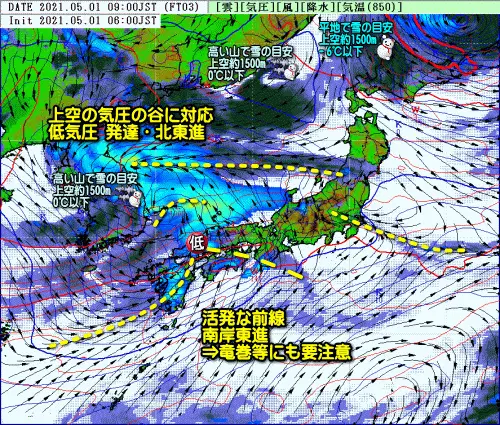 DATE 2021.05.01 09:00JST (FT03)
[雲][気圧][風][降水][気温(850)]
Init 2021.05.01 06:00JST
平地で雪の目安
上空約1500m
-6℃以下
高い山で雪の目安
上空約1500m
0℃以下
上空の気圧の谷に対応
低気圧 発達・北東進
高い山で雪の目安
上空約1500m
0℃以下
低
活発な前線
南岸東進
⇒竜巻等にも要注意